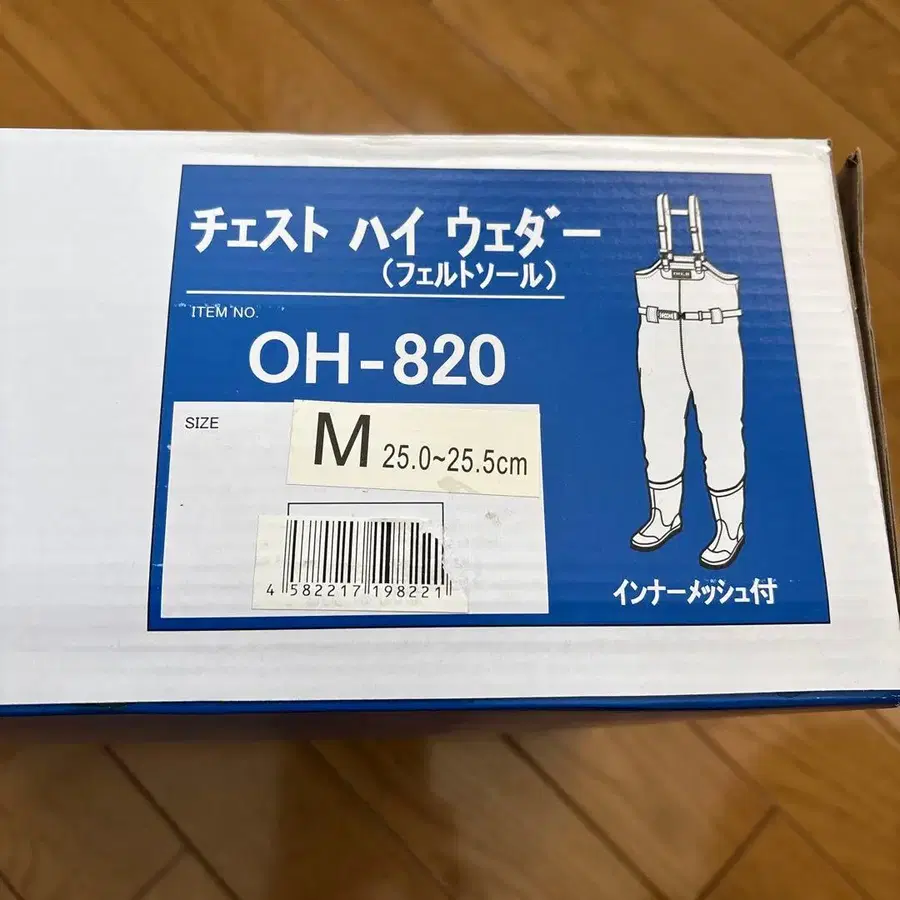 チェスト ハイ ウェダー
(フェルトソール)
ITEM NO.
OH-820
SIZE
M 25.0~25.5cm
4 582217 198221
インナーメッシュ付